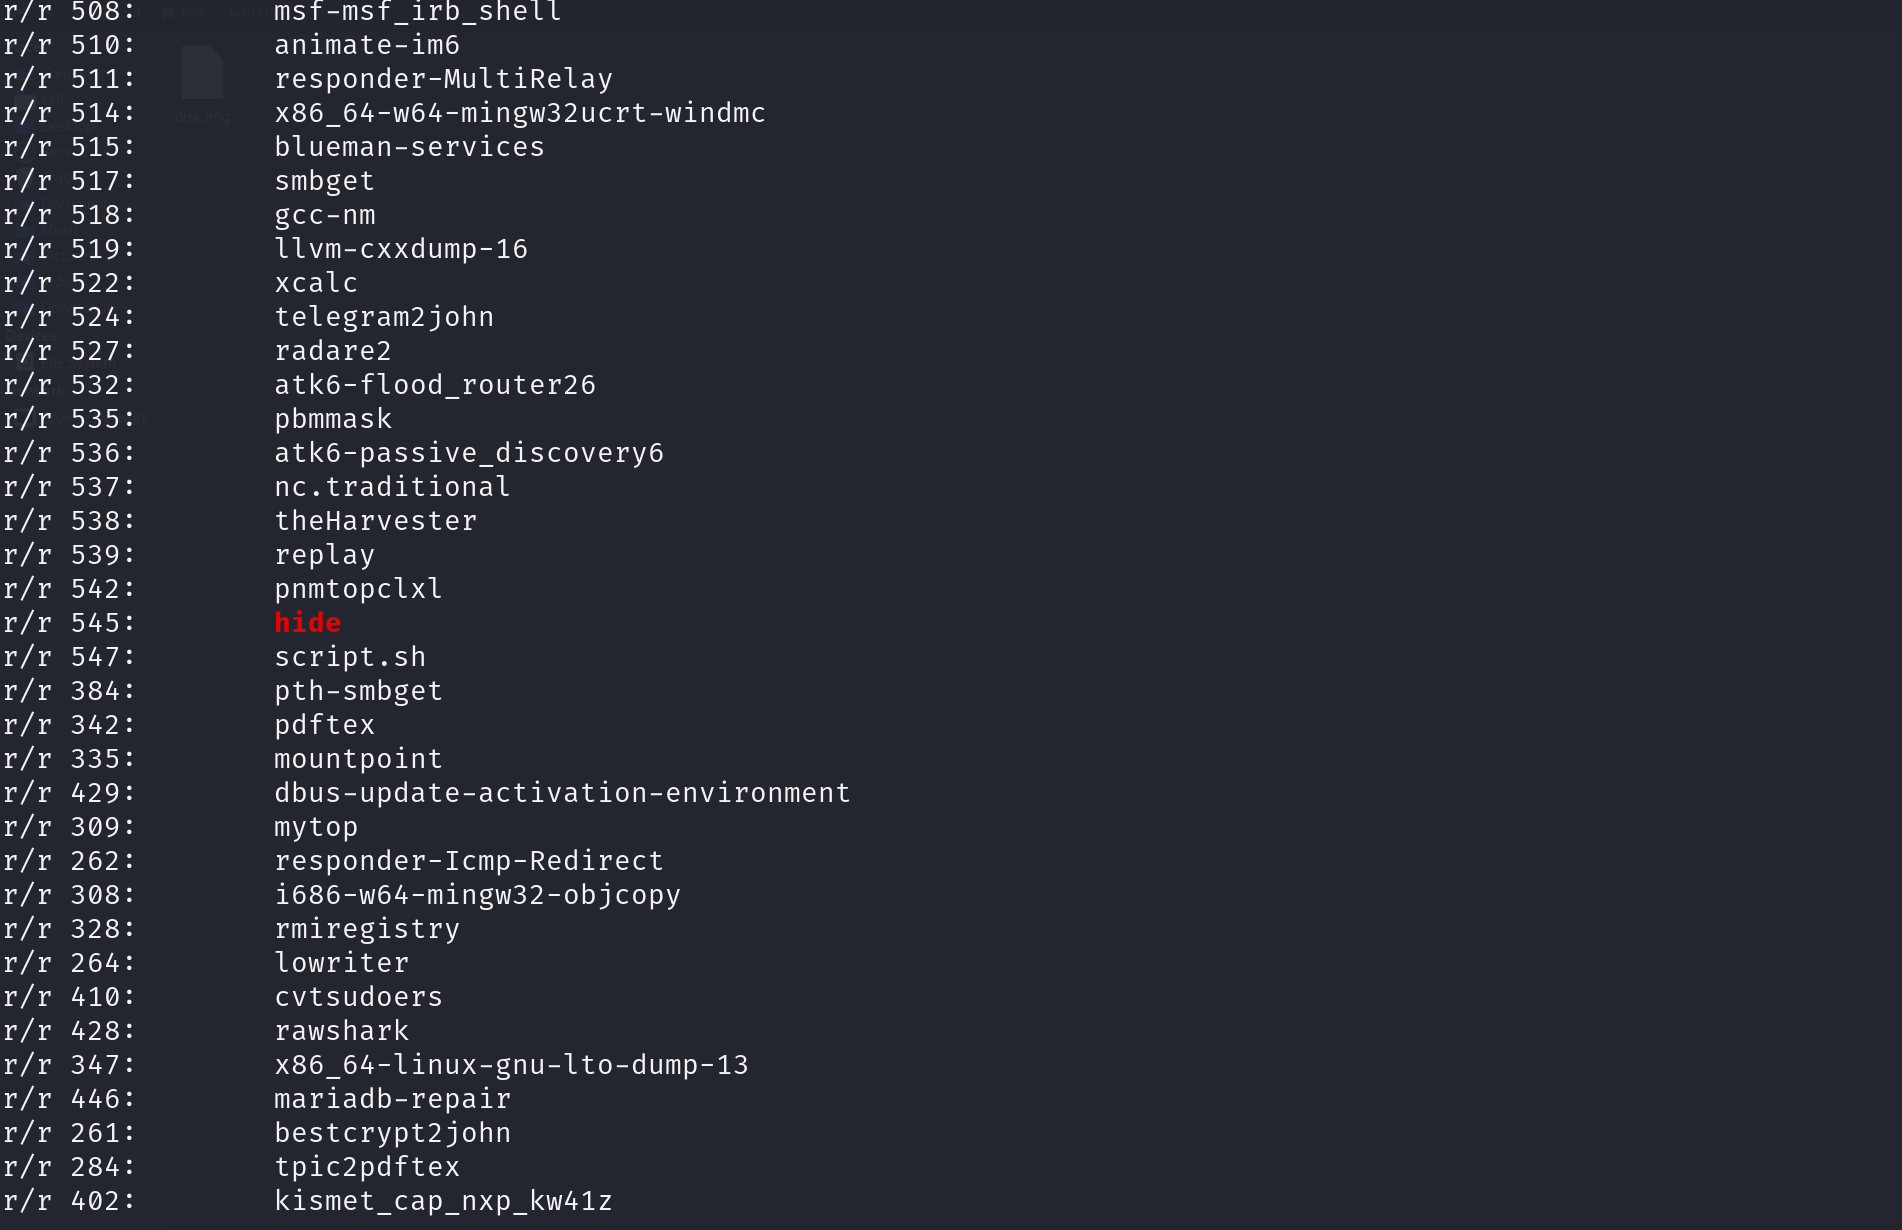 r/r 508: msf-msf_irb_shell
r/r 510: animate-im6
r/r 511: responder-MultiRelay
r/r 514: x86_64-w64-mingw32ucrt-windmc
r/r 515: blueman-services
r/r 517: smbget
r/r 518: gcc-nm
r/r 519: llvm-cxxdump-16
r/r 522: xcalc
r/r 524: telegram2john
r/r 527: radare2
r/r 532: atk6-flood_router26
r/r 535: pbmmask
r/r 536: atk6-passive_discovery6
r/r 537: nc.traditional
r/r 538: theHarvester
r/r 539: replay
r/r 542: pnmtopclxl
r/r 545: hide
r/r 547: script.sh
r/r 384: pth-smbget
r/r 342: pdftex
r/r 335: mountpoint
r/r 429: dbus-update-activation-environment
r/r 309: mytop
r/r 262: responder-Icmp-Redirect
r/r 308: i686-w64-mingw32-objcopy
r/r 328: rmiregistry
r/r 264: lowriter
r/r 410: cvtsudoers
r/r 428: rawshark
r/r 347: x86_64-linux-gnu-lto-dump-13
r/r 446: mariadb-repair
r/r 261: bestcrypt2john
r/r 284: tpic2pdftex
r/r 402: kismet_cap_nxp_kw41z
disk.img